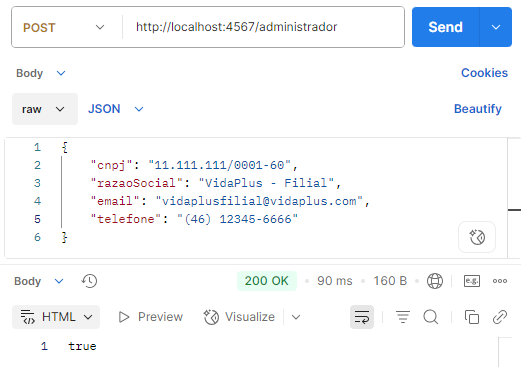 POST http://localhost:4567/administrador Send
Body Cookies
raw JSON Beautify
1 {
2 "cnpj": "11.111.111/0001-60",
3 "razaoSocial": "VidaPlus - Filial",
4 "email": "vidaplusfilial@vidaplus.com",
5 "telefone": "(46) 12345-6666"
6 }
Body 200 OK • 90 ms • 160 B e.g.
HTML Preview Visualize
1 true